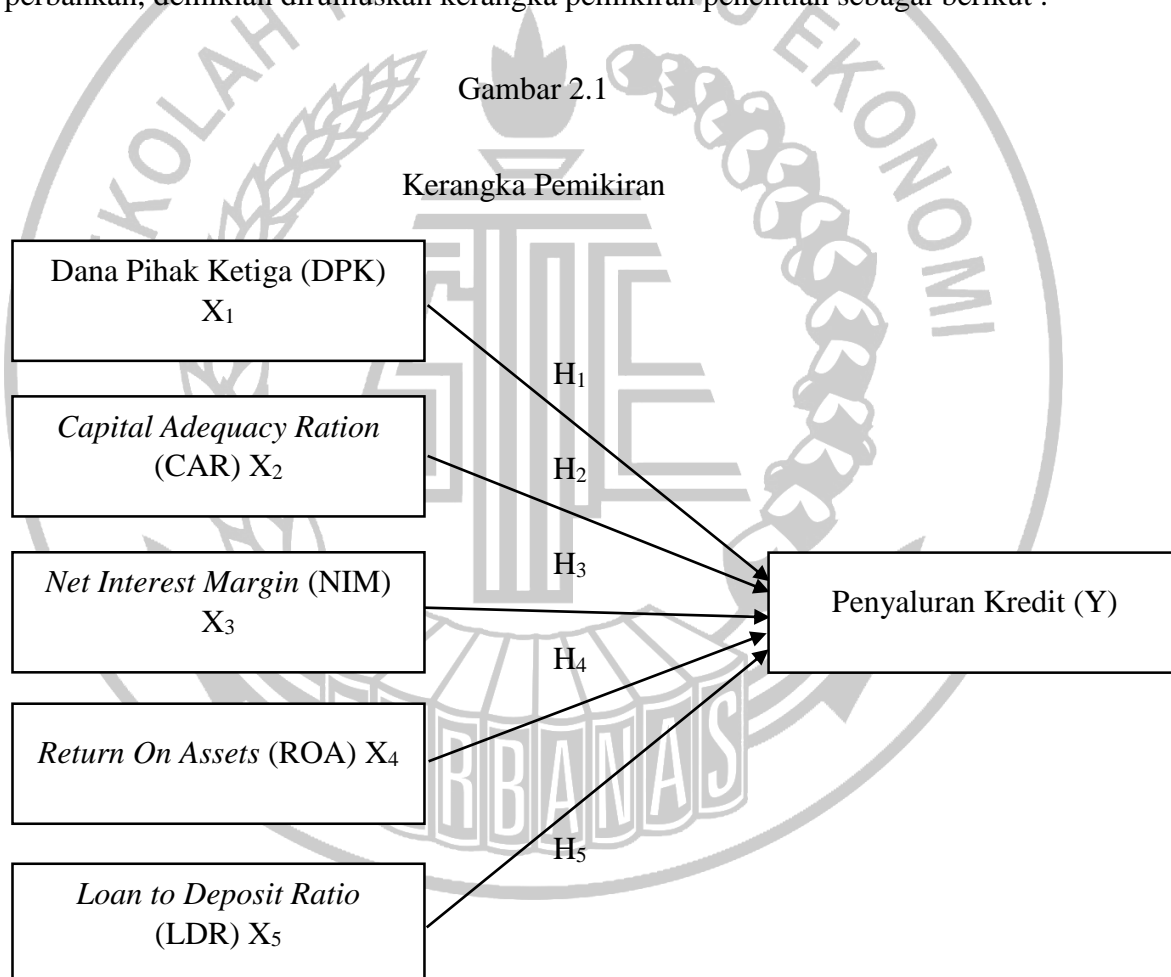 perbankan, demikian dirumuskan kerangka pemikiran penelitian sebagai berikut :
Gambar 2.1
Kerangka Pemikiran
Dana Pihak Ketiga (DPK)
X1
H1
Capital Adequacy Ration
(CAR) X2
H2
Net Interest Margin (NIM)
X3
H3
Penyaluran Kredit (Y)
H4
Return On Assets (ROA) X4
H5
Loan to Deposit Ratio
(LDR) X5
EKONOMI
RBANAS